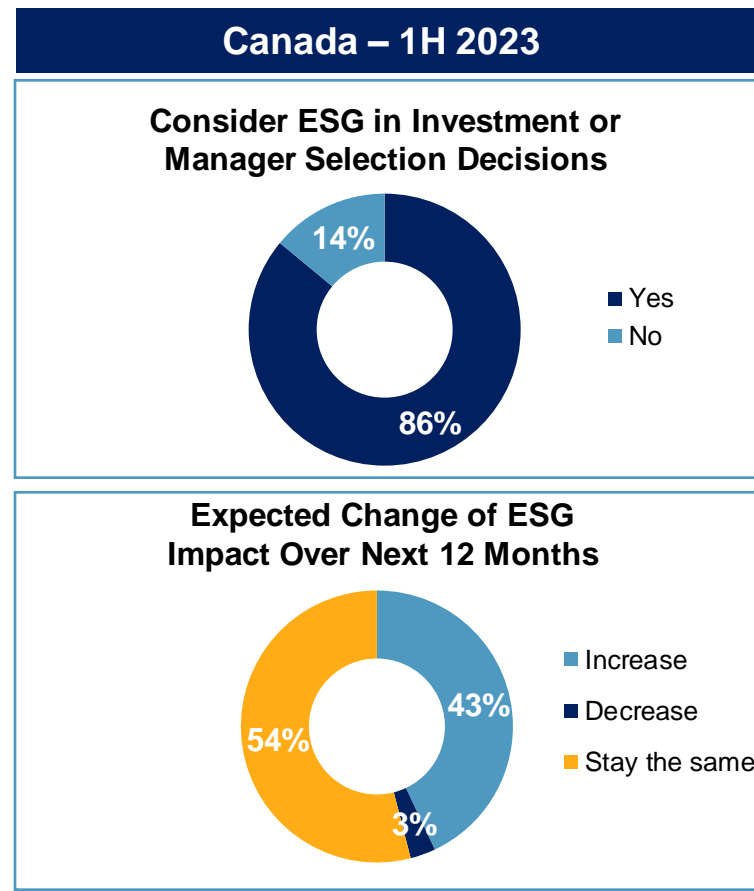 Canada – 1H 2023
Consider ESG in Investment or
Manager Selection Decisions
14%
86%
Yes
No
Expected Change of ESG
Impact Over Next 12 Months
43%
3%
54%
Increase
Decrease
Stay the same